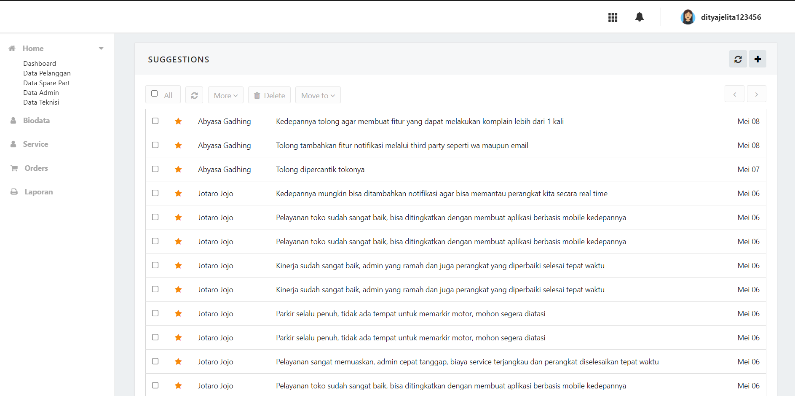 dityajelita123456
Home
Dashboard
Data Pelanggan
Data Spare Part
Data Admin
Data Teknisi
Biodata
Service
Orders
Laporan
SUGGESTIONS
All More Delete Move to
Abyasa Gadhing Kedepannya tolong agar membuat fitur yang dapat melakukan komplain lebih dari 1 kali Mei 08
Abyasa Gadhing Tolong tambahkan fitur notifikasi melalui third party seperti wa maupun email Mei 08
Abyasa Gadhing Tolong dipercantik tokonya Mei 07
Jotaro Jojo Kedepannya mungkin bisa ditambahkan notifikasi agar bisa memantau perangkat kita secara real time Mei 06
Jotaro Jojo Pelayanan toko sudah sangat baik, bisa ditingkatkan dengan membuat aplikasi berbasis mobile kedepannya Mei 06
Jotaro Jojo Pelayanan toko sudah sangat baik, bisa ditingkatkan dengan membuat aplikasi berbasis mobile kedepannya Mei 06
Jotaro Jojo Kinerja sudah sangat baik, admin yang ramah dan juga perangkat yang diperbaiki selesai tepat waktu Mei 06
Jotaro Jojo Kinerja sudah sangat baik, admin yang ramah dan juga perangkat yang diperbaiki selesai tepat waktu Mei 06
Jotaro Jojo Parkir selalu penuh, tidak ada tempat untuk memarkir motor, mohon segera diatasi Mei 06
Jotaro Jojo Parkir selalu penuh, tidak ada tempat untuk memarkir motor, mohon segera diatasi Mei 06
Jotaro Jojo Pelayanan sangat memuaskan, admin cepat tanggap, biaya service terjangkau dan perangkat diselesaikan tepat waktu Mei 06
Jotaro Jojo Pelayanan toko sudah sangat baik, bisa ditingkatkan dengan membuat aplikasi berbasis mobile kedepannya Mei 06